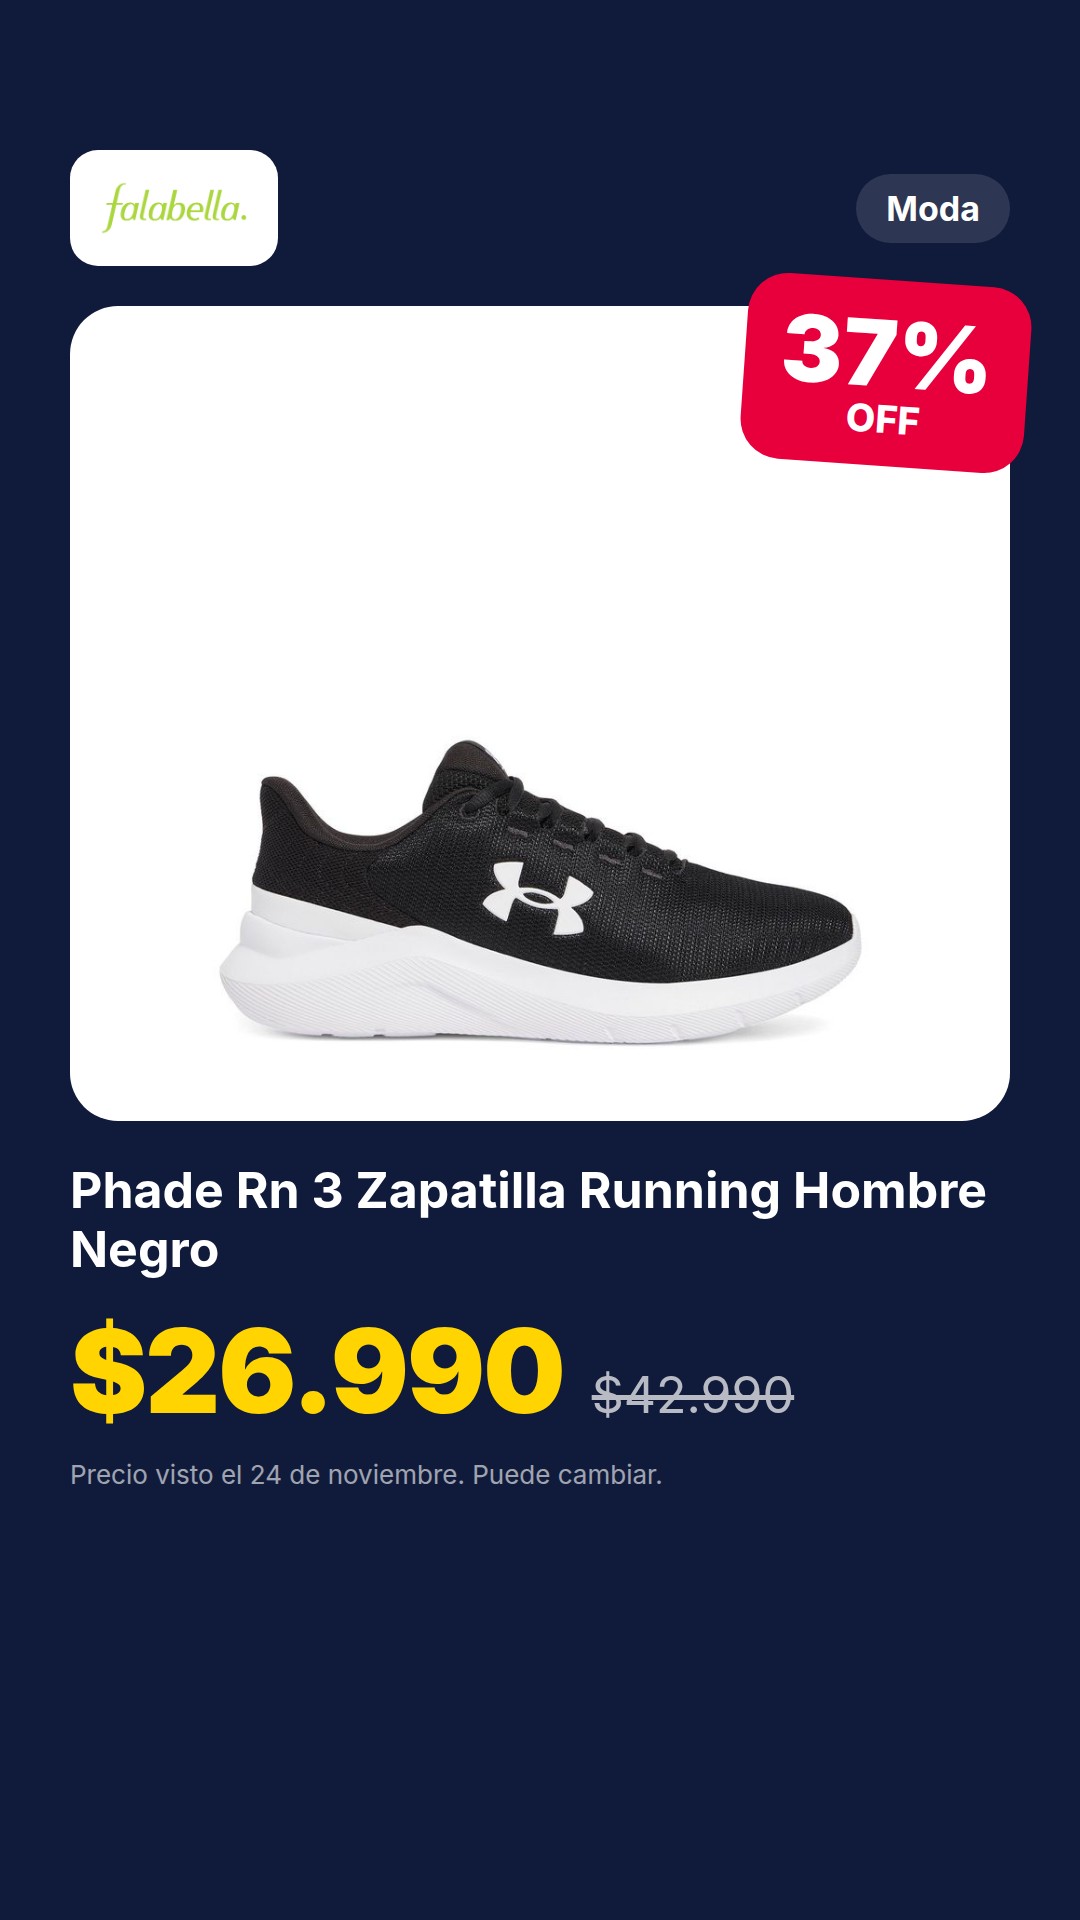 falabella.
Moda
37%
OFF
Phade Rn 3 Zapatilla Running Hombre
Negro
$26.990 $42.990
Precio visto el 24 de noviembre. Puede cambiar.